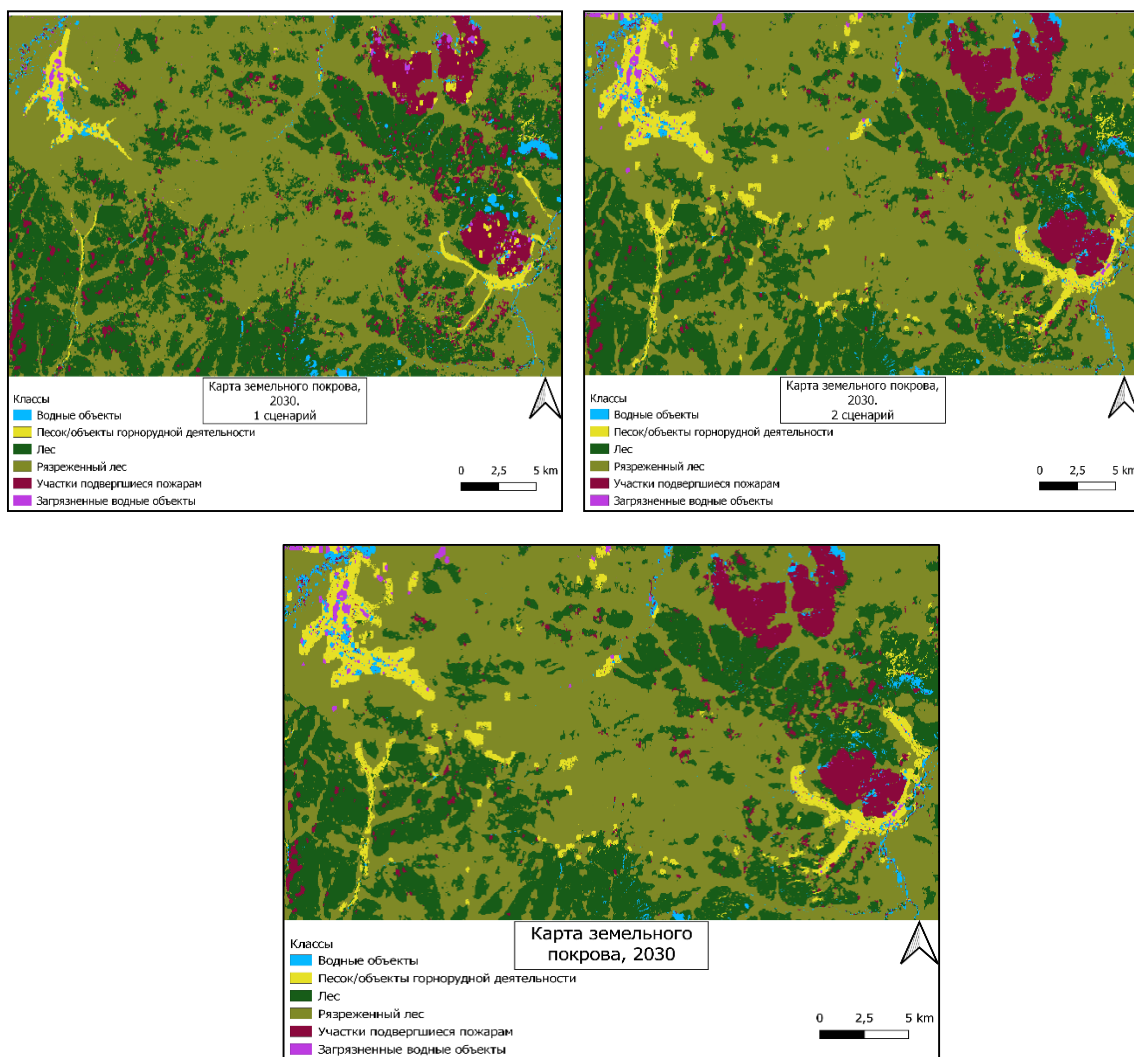 Карта земельного покрова,
2030.
1 сценарий
Классы
Водные объекты
Песок/объекты горнорудной деятельности
Лес
Рязреженный лес
Участки подвергшиеся пожарам
Загрязненные водные объекты
0 2,5 5 km
Карта земельного покрова,
2030.
2 сценарий
Классы
Водные объекты
Песок/объекты горнорудной деятельности
Лес
Рязреженный лес
Участки подвергшиеся пожарам
Загрязненные водные объекты
0 2,5 5 km
Карта земельного
покрова, 2030
Классы
Водные объекты
Песок/объекты горнорудной деятельности
Лес
Рязреженный лес
Участки подвергшиеся пожарам
Загрязненные водные объекты
0 2,5 5 km